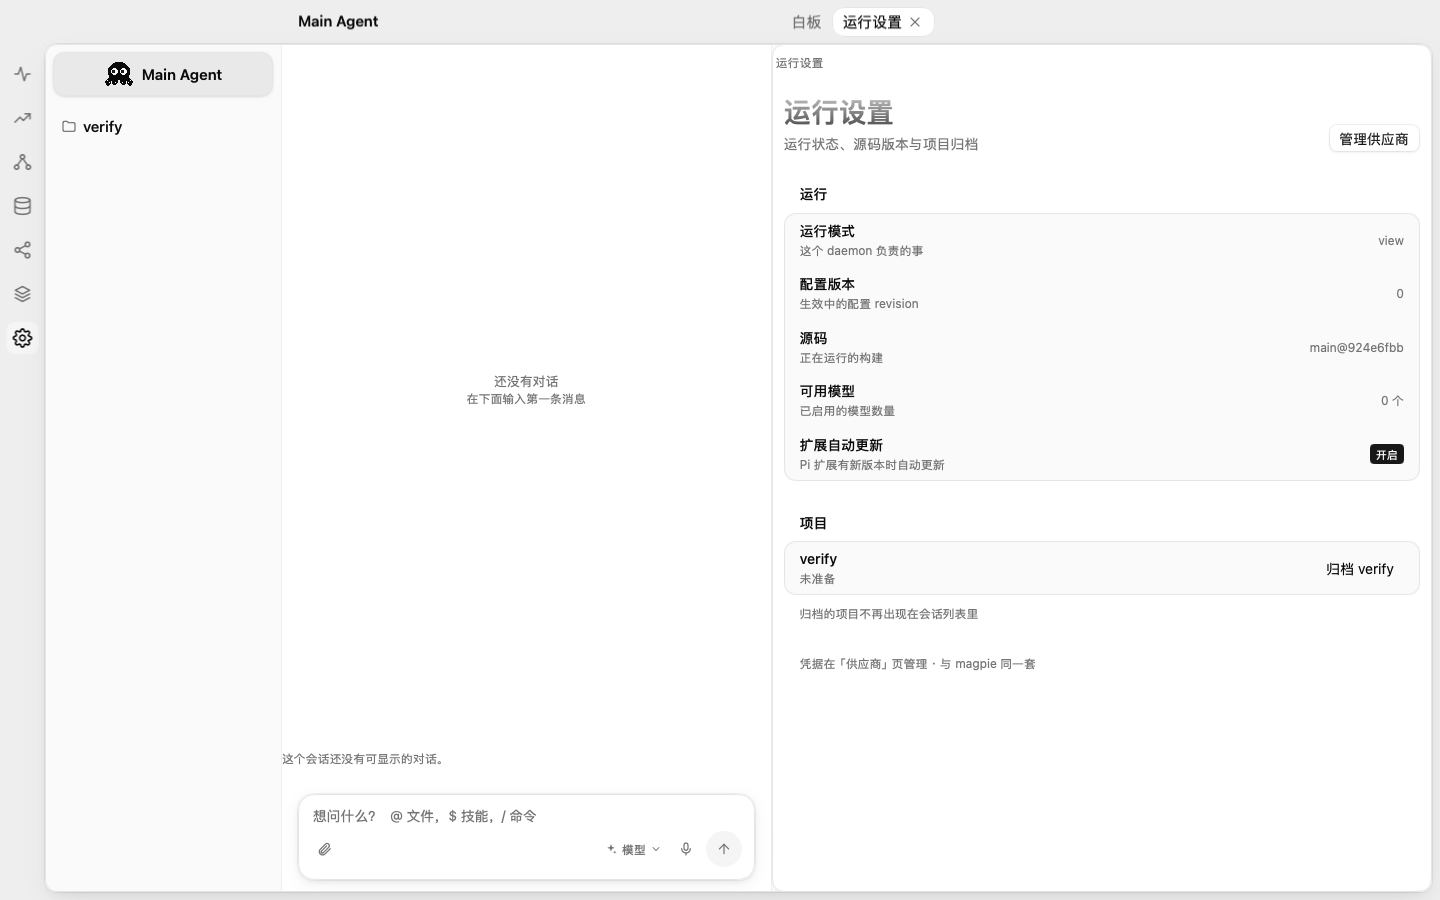 Main Agent
白板
运行设置
Main Agent
verify
还没有对话
在下面输入第一条消息
这个会话还没有可显示的对话。
想问什么? @ 文件, $ 技能, / 命令
模型
运行设置
运行设置
运行状态、源码版本与项目归档
管理供应商
运行
运行模式
这个 daemon 负责的事
view
配置版本
生效中的配置 revision
0
源码
正在运行的构建
main@924e6fbb
可用模型
已启用的模型数量
0 个
扩展自动更新
Pi 扩展有新版本时自动更新
开启
项目
verify
未准备
归档 verify
归档的项目不再出现在会话列表里
凭据在「供应商」页管理 · 与 magpie 同一套